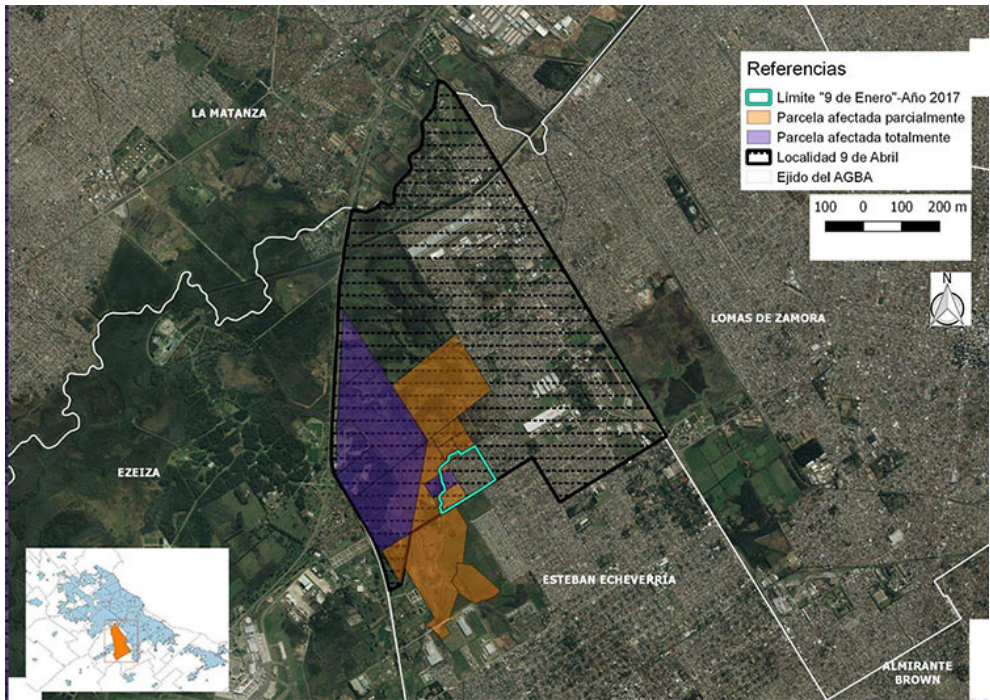 Referencias
Límite "9 de Enero"-Año 2017
Parcela afectada parcialmente
Parcela afectada totalmente
Localidad 9 de Abril
Ejido del AGBA
100 0 100 200 m
N
LA MATANZA
LOMAS DE ZAMORA
EZEIZA
ESTEBAN ECHEVERRÍA
ALMIRANTE
BROWN